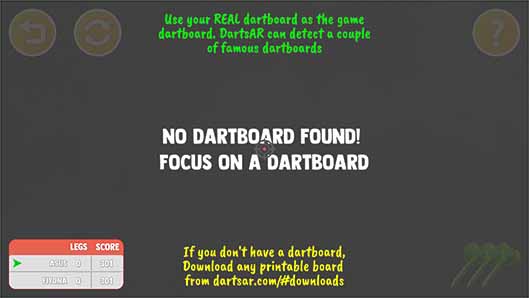 Use your REAL dartboard as the game
dartboard. DartsAR can detect a couple
of famous dartboards
?
NO DARTBOARD FOUND!
FOCUS ON A DARTBOARD
LEGS SCORE
ASUS 0 301
FITONA 0 301
If you don't have a dartboard,
Download any printable board
from dartsar.com/#downloads